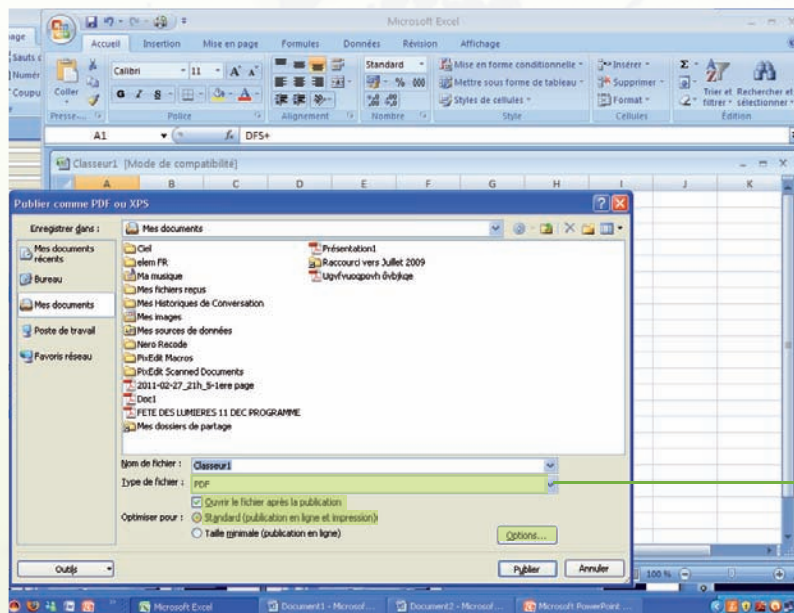 Microsoft Excel
age
Accueil Insertion Mise en page Formules Données Révision Affichage
Sauts d
Numér
Coupu
Coller
Calibri 11 A A
G I S A
Standard
% 000
Mise en forme conditionnelle
Mettre sous forme de tableau
Styles de cellules
Insérer
Supprimer
Format
Σ
Trier et filtrer
Rechercher et sélectionner
Presse-... Police Alignement Nombre Style Cellules Édition
A1 fx DFS+
Classeur1 [Mode de compatibilité]
A B C D E F G H I J K
Publier comme PDF ou XPS
Enregistrer dans : Mes documents
Mes documents récents
Bureau
Mes documents
Poste de travail
Favoris réseau
Ciel
elem FR
Ma musique
Mes fichiers reçus
Mes Historiques de Conversation
Mes images
Mes sources de données
Nero Recode
PixEdit Macros
PixEdit Scanned Documents
2011-02-27_21h_5-1ere page
Doc1
FETE DES LUMIERES 11 DEC PROGRAMME
Mes dossiers de partage
Présentation1
Raccourci vers Juillet 2009
Nom de fichier : Classeur1
Type de fichier : PDF
Ouvrir le fichier après la publication
Optimiser pour : Standard (publication en ligne et impression)
Taille minimale (publication en ligne)
Options...
Outils Publier Annuler
100 %
Microsoft Excel Document1 - Microsof... Document2 - Microsof... Microsoft PowerPoint